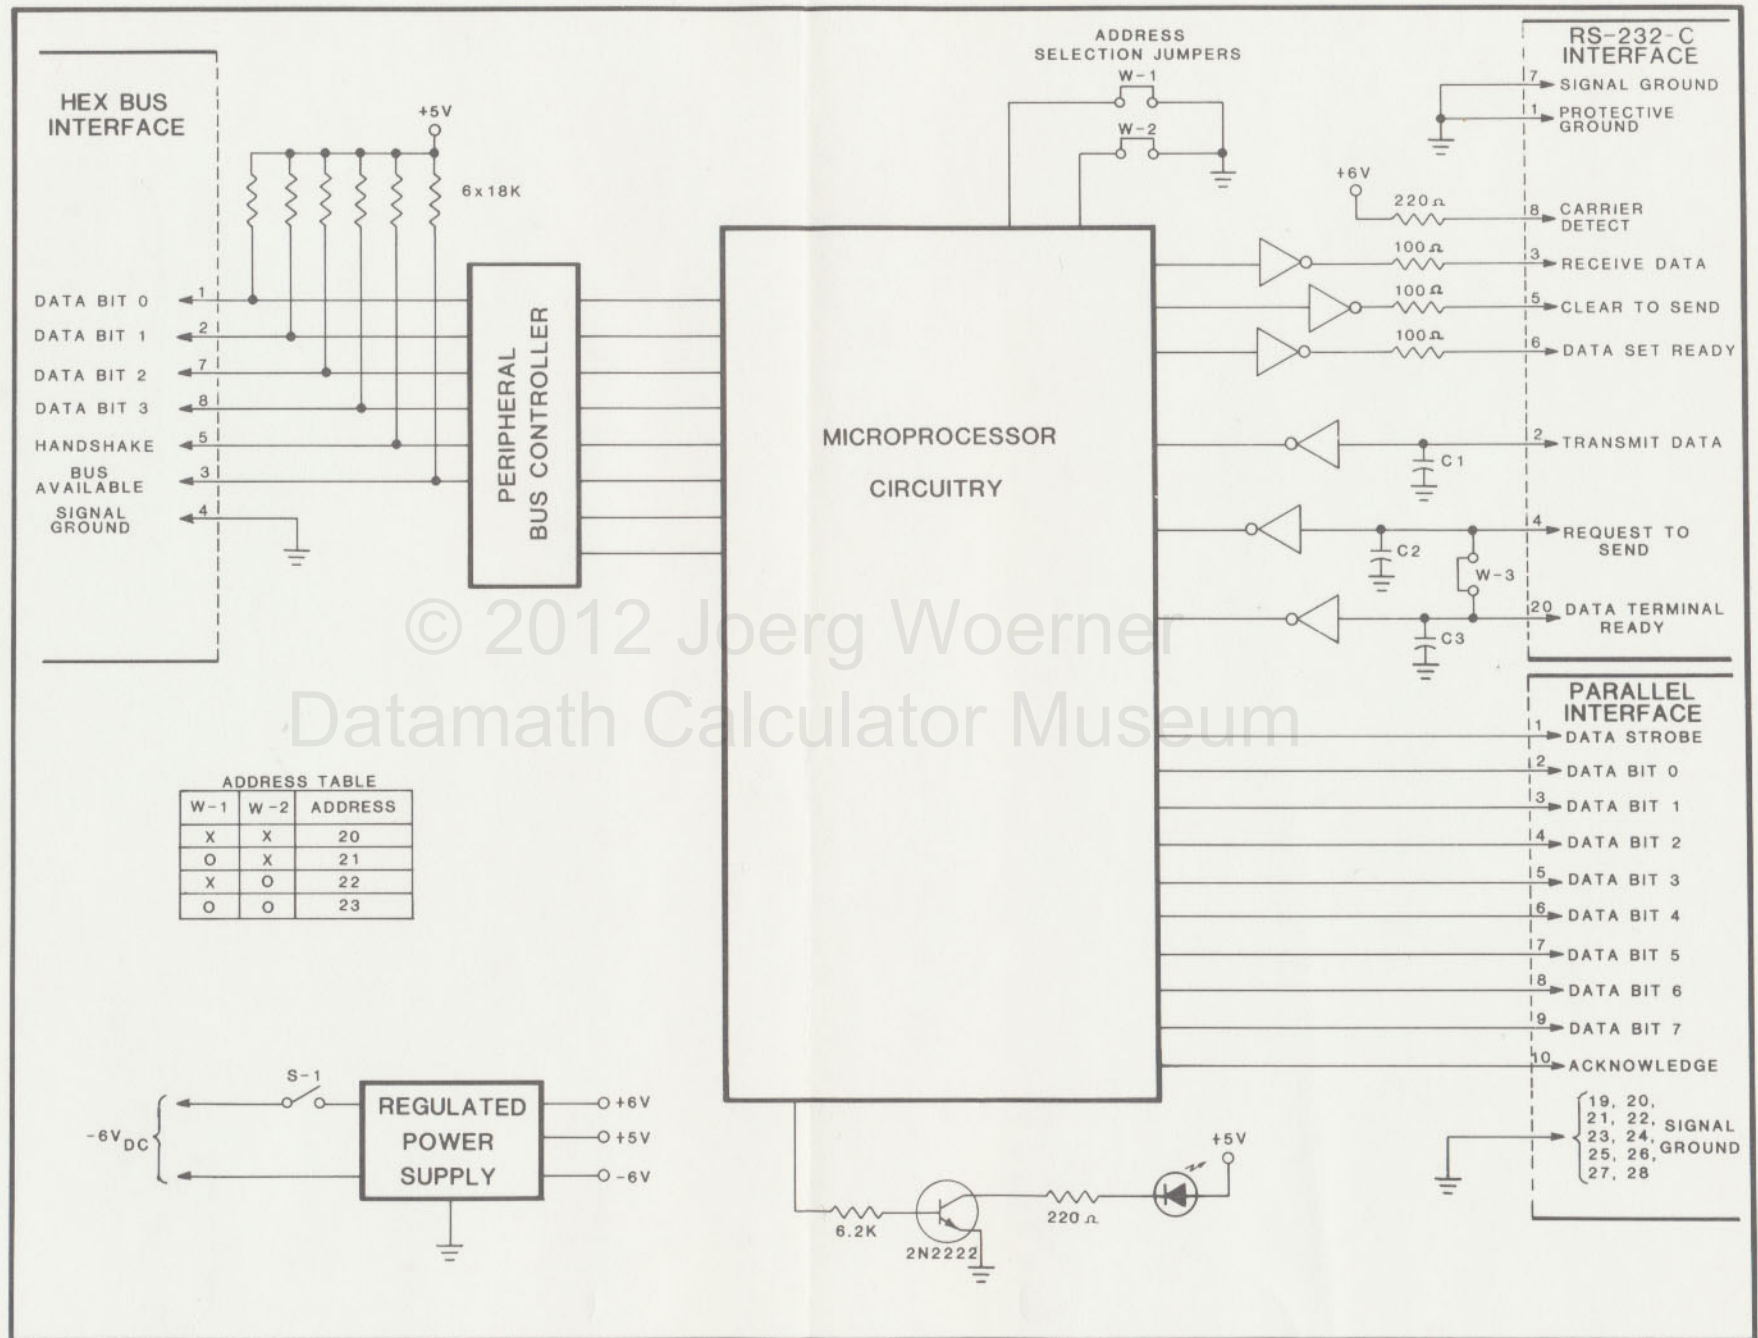 HEX BUS
INTERFACE
+5V
6x18K
DATA BIT 0
1
DATA BIT 1
2
DATA BIT 2
7
DATA BIT 3
8
HANDSHAKE
5
BUS
AVAILABLE
3
SIGNAL
GROUND
4
PERIPHERAL
BUS CONTROLLER
ADDRESS
SELECTION JUMPERS
W-1
W-2
MICROPROCESSOR
CIRCUITRY
RS-232-C
INTERFACE
7
SIGNAL GROUND
1
PROTECTIVE
GROUND
+6V
220Ω
8
CARRIER
DETECT
100Ω
3
RECEIVE DATA
100Ω
5
CLEAR TO SEND
100Ω
6
DATA SET READY
2
TRANSMIT DATA
C1
4
REQUEST TO
SEND
C2
W-3
20
DATA TERMINAL
READY
C3
© 2012 Joerg Woerner
Datamath Calculator Museum
PARALLEL
INTERFACE
1
DATA STROBE
2
DATA BIT 0
3
DATA BIT 1
4
DATA BIT 2
5
DATA BIT 3
6
DATA BIT 4
7
DATA BIT 5
8
DATA BIT 6
9
DATA BIT 7
10
ACKNOWLEDGE
19, 20,
21, 22,
23, 24,
25, 26,
27, 28
SIGNAL
GROUND
ADDRESS TABLE
W-1 W-2 ADDRESS
X X 20
O X 21
X O 22
O O 23
S-1
-6V DC
REGULATED
POWER
SUPPLY
+6V
+5V
-6V
6.2K
2N2222
220Ω
+5V